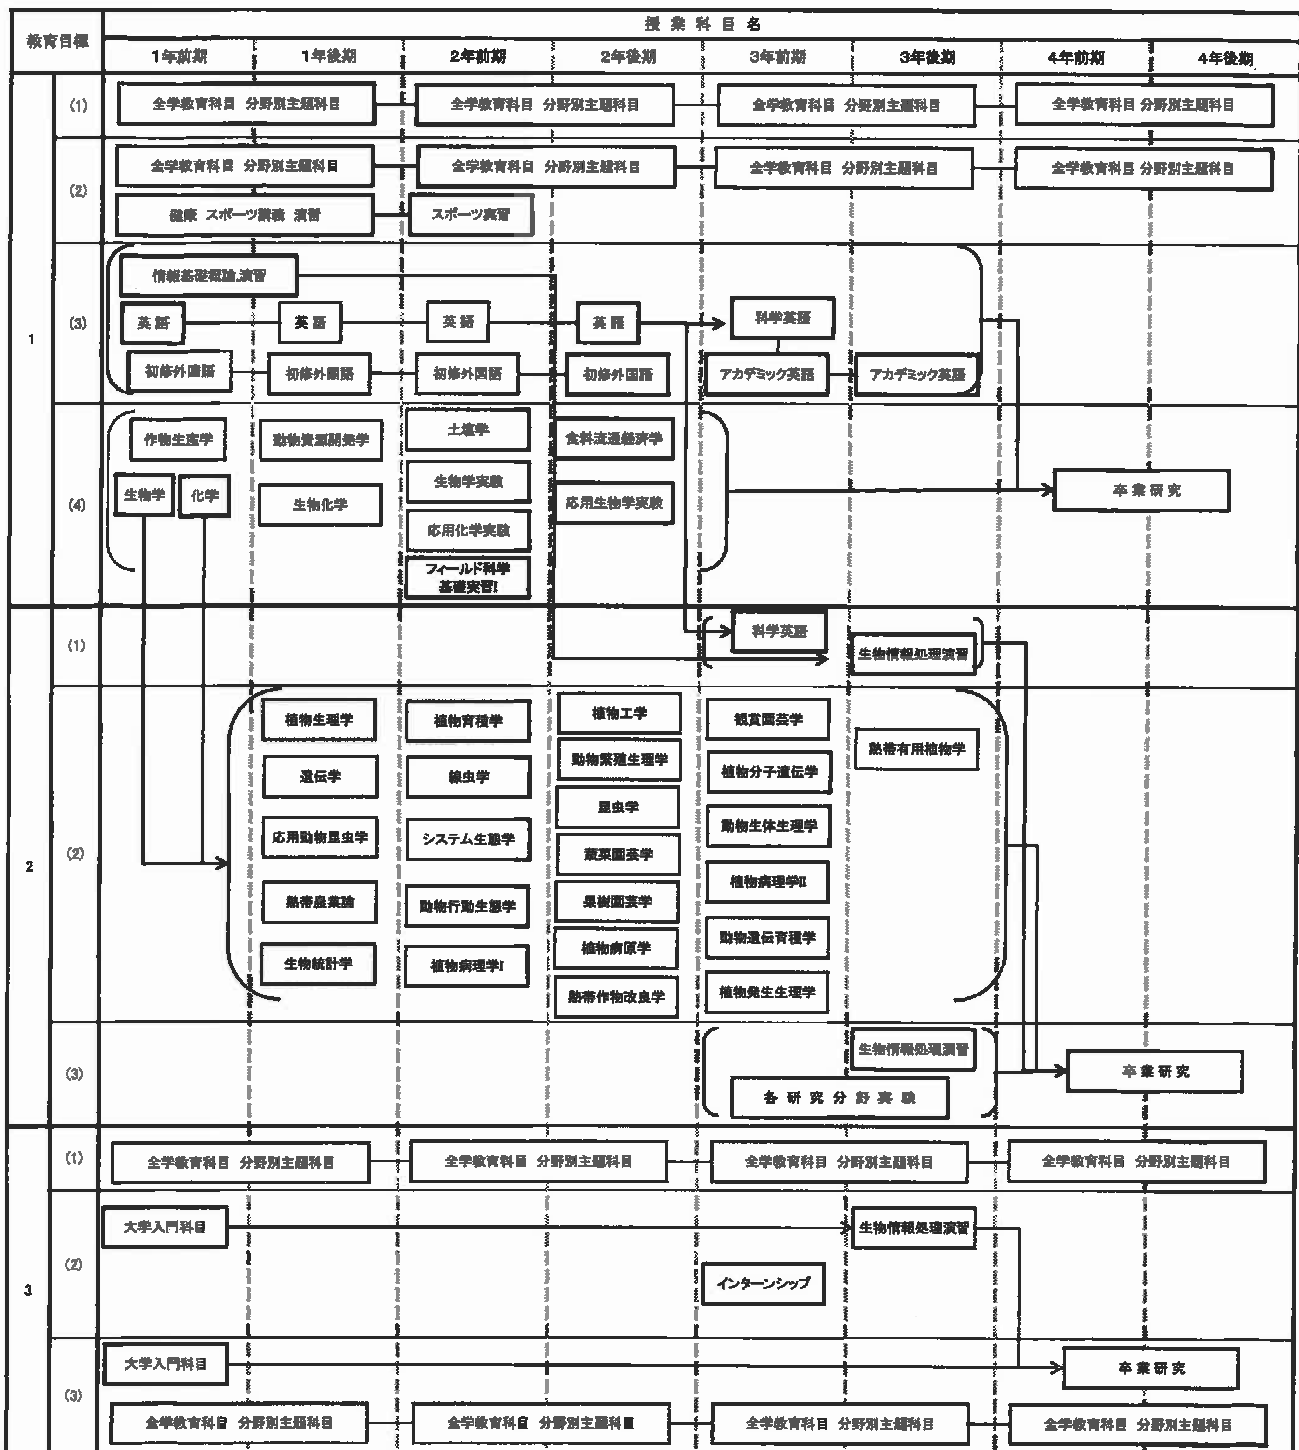 教育目標
授業科目名
1年前期 1年後期 2年前期 2年後期 3年前期 3年後期 4年前期 4年後期
1
(1)
全学教育科目 分野別主題科目 全学教育科目 分野別主題科目 全学教育科目 分野別主題科目 全学教育科目 分野別主題科目
(2)
全学教育科目 分野別主題科目 全学教育科目 分野別主題科目 全学教育科目 分野別主題科目 全学教育科目 分野別主題科目
健康 スポーツ講義 演習 スポーツ実習
(3)
情報基礎概論,演習
英語 英語 英語 英語 科学英語
初修外国語 初修外国語 初修外国語 初修外国語 アカデミック英語 アカデミック英語
(4)
作物生産学 動物資源開発学 土壌学 食料流通経済学
生物学 化学 生物化学 生物学実験 応用生物学実験 卒業研究
応用化学実験
フィールド科学
基礎実習I
2
(1)
科学英語 生物情報処理演習
(2)
植物生理学 植物育種学 植物工学 観賞園芸学 熱帯有用植物学
遺伝学 線虫学 動物繁殖生理学 植物分子遺伝学
昆虫学
応用動物昆虫学 システム生態学 蔬菜園芸学 動物生体生理学
熱帯農業論 動物行動生態学 果樹園芸学 植物病理学II
生物統計学 植物病理学I 植物病原学 動物遺伝育種学
熱帯作物改良学 植物発生生理学
(3)
生物情報処理演習
各研究分野実験 卒業研究
3
(1)
全学教育科目 分野別主題科目 全学教育科目 分野別主題科目 全学教育科目 分野別主題科目 全学教育科目 分野別主題科目
(2)
大学入門科目 生物情報処理演習
インターンシップ
(3)
大学入門科目 卒業研究
全学教育科目 分野別主題科目 全学教育科目 分野別主題科目 全学教育科目 分野別主題科目 全学教育科目 分野別主題科目